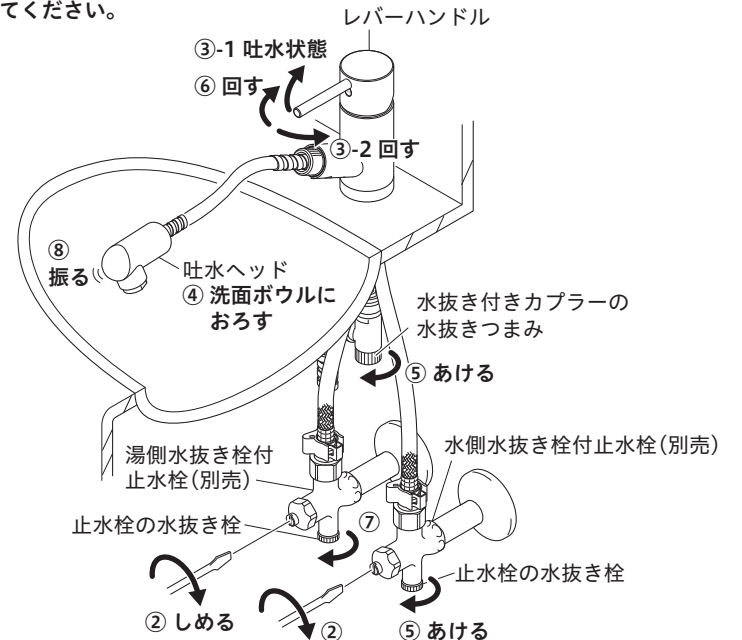 てください。
レバーハンドル
③-1 吐水状態
⑥ 回す
③-2 回す
⑧
振る
吐水ヘッド
④ 洗面ボウルに
おろす
水抜き付きカプラーの
水抜きつまみ
⑤ あける
湯側水抜き栓付
止水栓（別売）
水側水抜き栓付止水栓（別売）
止水栓の水抜き栓
⑦
止水栓の水抜き栓
② しめる
②
⑤ あける